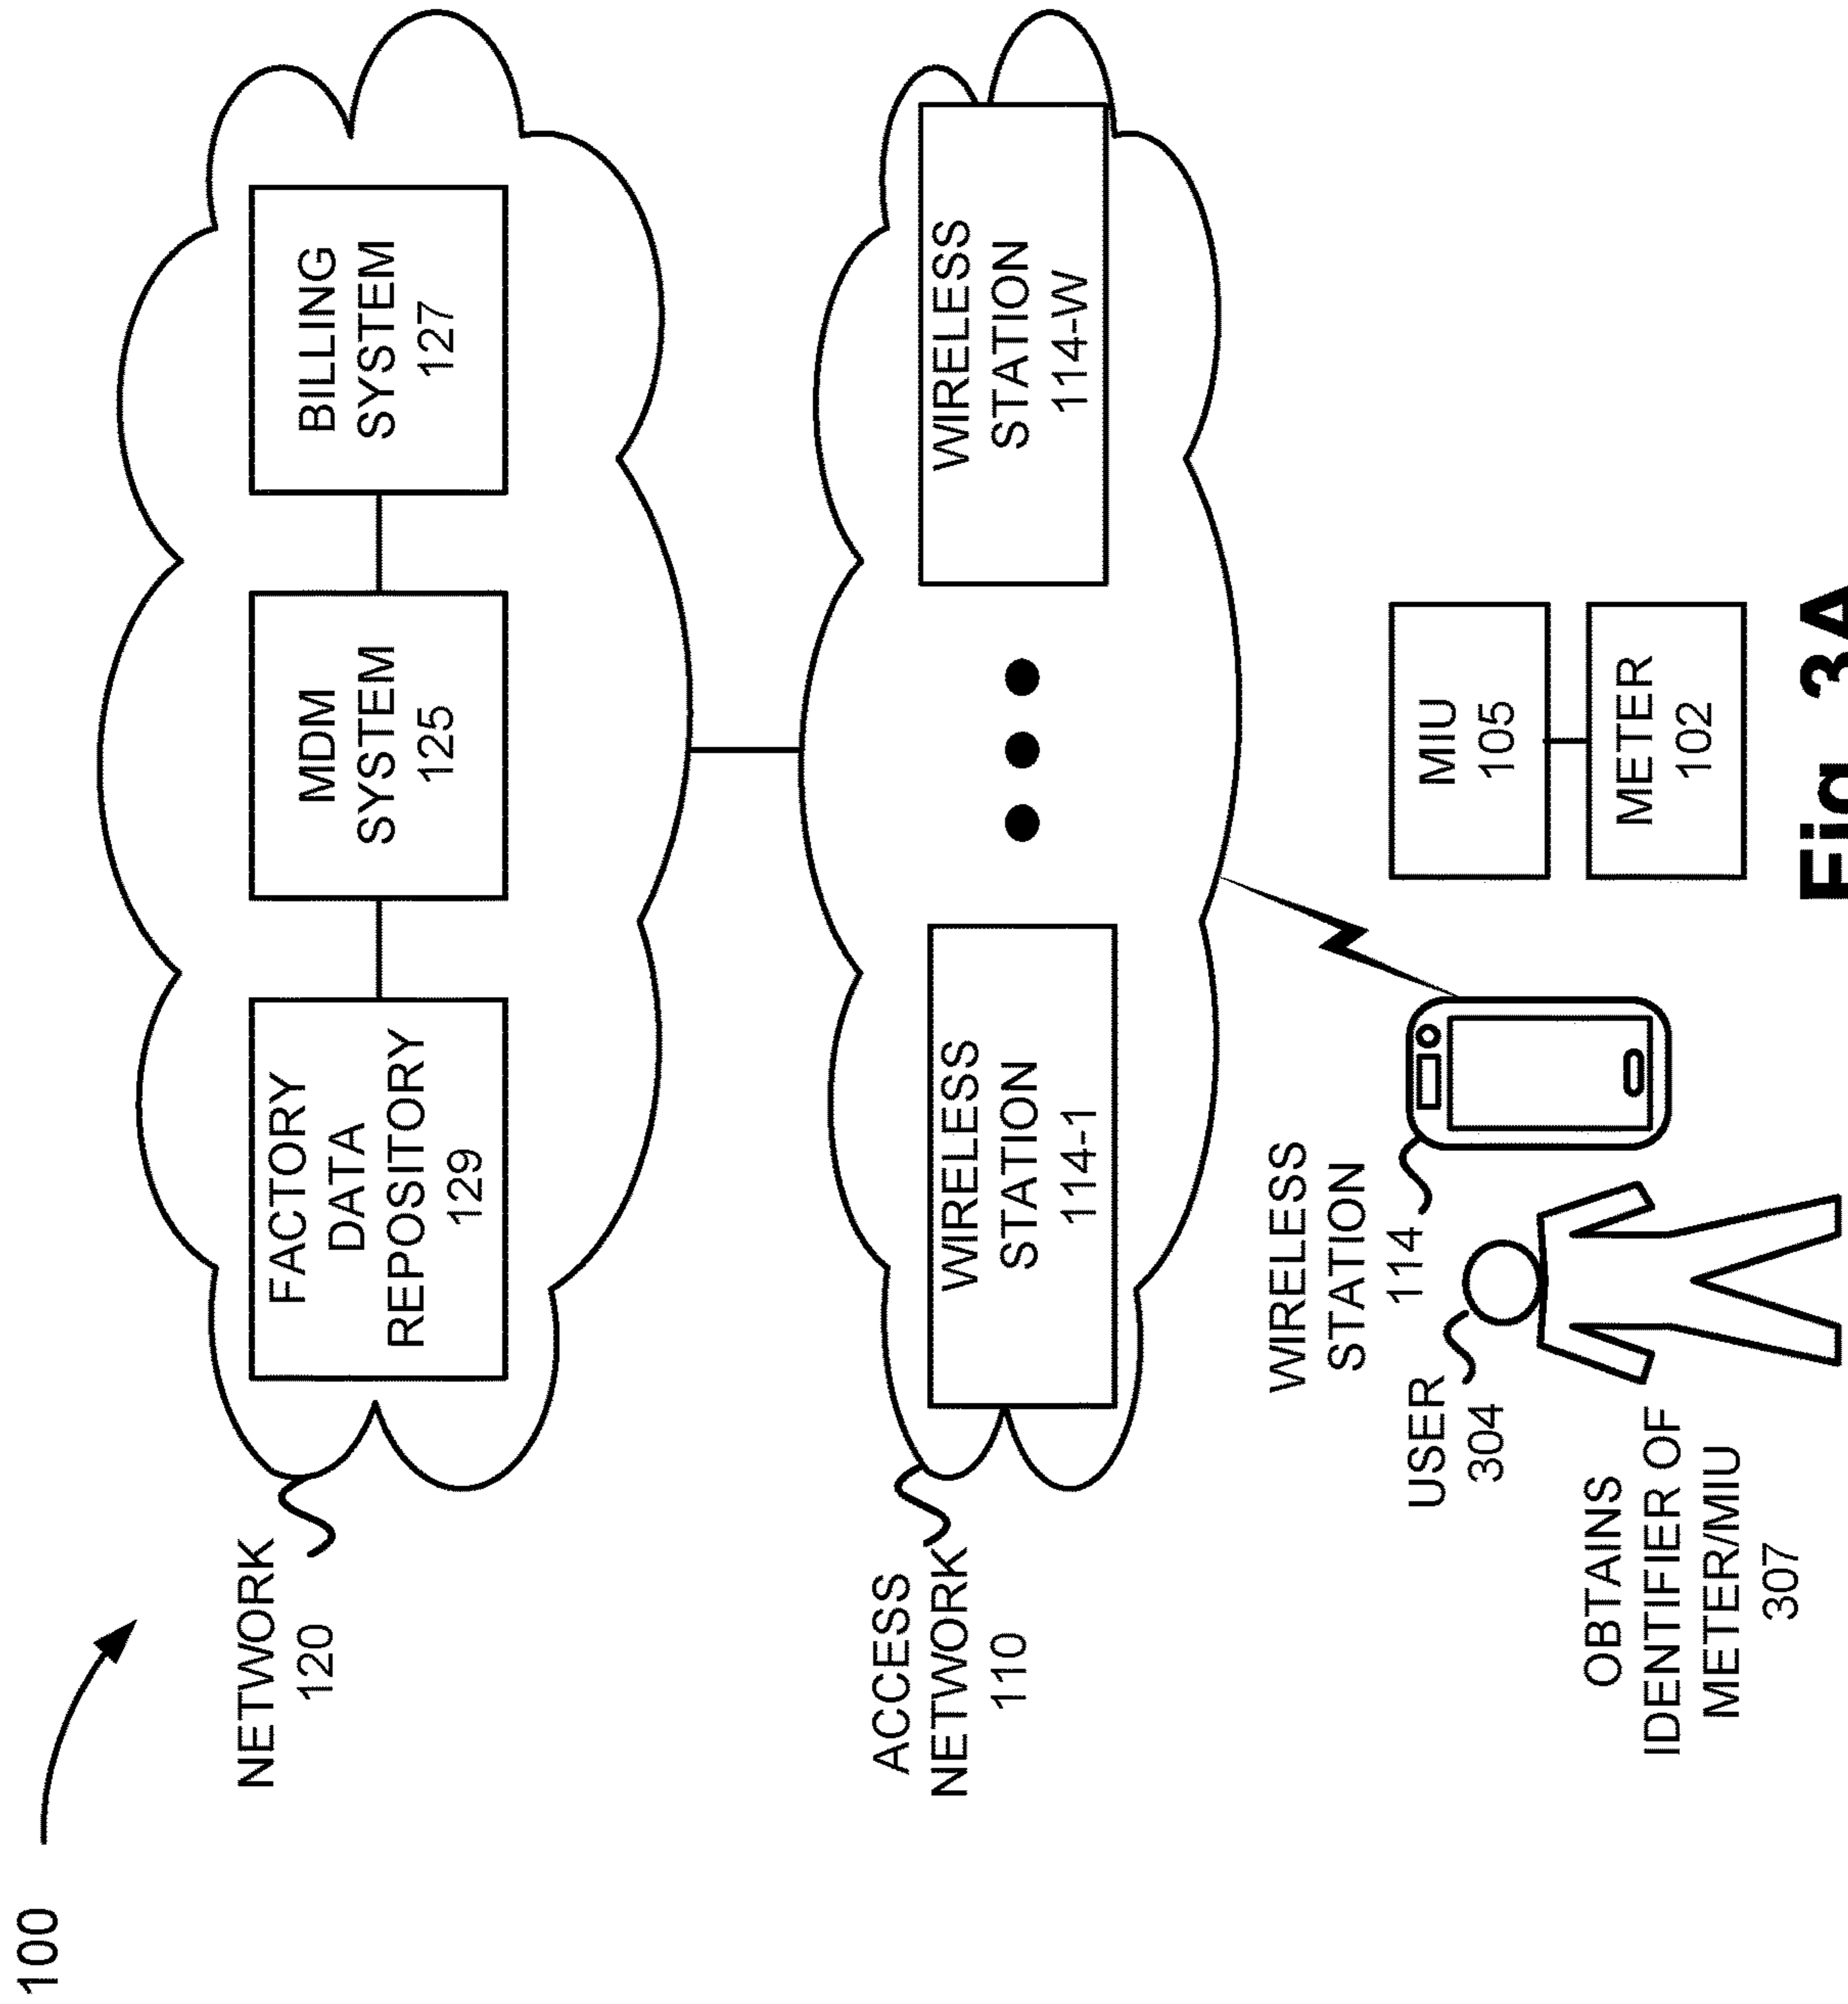 100
NETWORK
120
FACTORY
DATA
REPOSITORY
129
MDM
SYSTEM
125
BILLING
SYSTEM
127
ACCESS
NETWORK
110
WIRELESS
STATION
114-1
WIRELESS
STATION
114-W
WIRELESS
STATION
114
USER
304
OBTAINS
IDENTIFIER OF
METER/MIU
307
MIU
105
METER
102
Fig. 3A